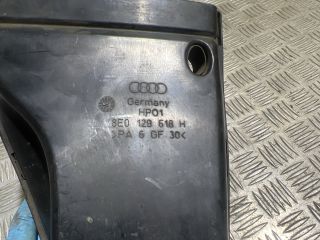 Germany
HP01
8E0 129 618 H
>PA 6 GF 30<